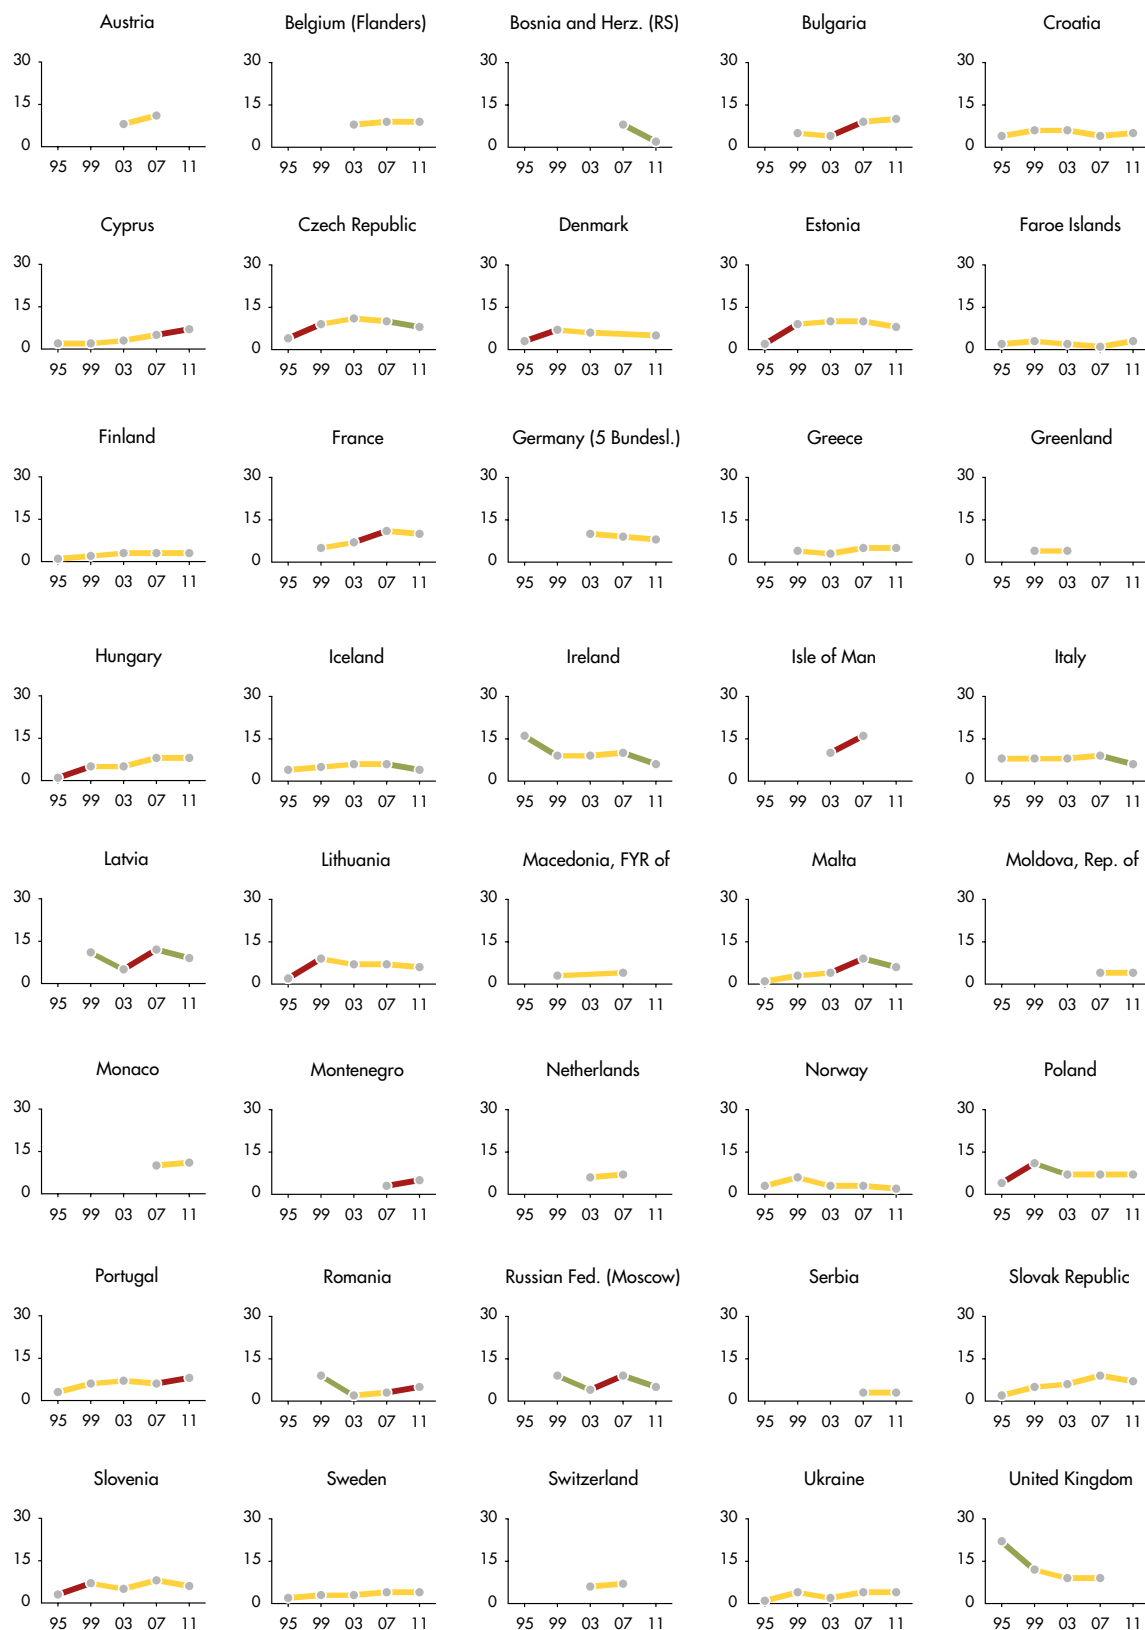 Austria Belgium (Flanders) Bosnia and Herz. (RS) Bulgaria Croatia
30 30 30 30 30
15 15 15 15 15
0 0 0 0 0
95 99 03 07 11 95 99 03 07 11 95 99 03 07 11 95 99 03 07 11 95 99 03 07 11
Cyprus Czech Republic Denmark Estonia Faroe Islands
30 30 30 30 30
15 15 15 15 15
0 0 0 0 0
95 99 03 07 11 95 99 03 07 11 95 99 03 07 11 95 99 03 07 11 95 99 03 07 11
Finland France Germany (5 Bundesl.) Greece Greenland
30 30 30 30 30
15 15 15 15 15
0 0 0 0 0
95 99 03 07 11 95 99 03 07 11 95 99 03 07 11 95 99 03 07 11 95 99 03 07 11
Hungary Iceland Ireland Isle of Man Italy
30 30 30 30 30
15 15 15 15 15
0 0 0 0 0
95 99 03 07 11 95 99 03 07 11 95 99 03 07 11 95 99 03 07 11 95 99 03 07 11
Latvia Lithuania Macedonia, FYR of Malta Moldova, Rep. of
30 30 30 30 30
15 15 15 15 15
0 0 0 0 0
95 99 03 07 11 95 99 03 07 11 95 99 03 07 11 95 99 03 07 11 95 99 03 07 11
Monaco Montenegro Netherlands Norway Poland
30 30 30 30 30
15 15 15 15 15
0 0 0 0 0
95 99 03 07 11 95 99 03 07 11 95 99 03 07 11 95 99 03 07 11 95 99 03 07 11
Portugal Romania Russian Fed. (Moscow) Serbia Slovak Republic
30 30 30 30 30
15 15 15 15 15
0 0 0 0 0
95 99 03 07 11 95 99 03 07 11 95 99 03 07 11 95 99 03 07 11 95 99 03 07 11
Slovenia Sweden Switzerland Ukraine United Kingdom
30 30 30 30 30
15 15 15 15 15
0 0 0 0 0
95 99 03 07 11 95 99 03 07 11 95 99 03 07 11 95 99 03 07 11 95 99 03 07 11